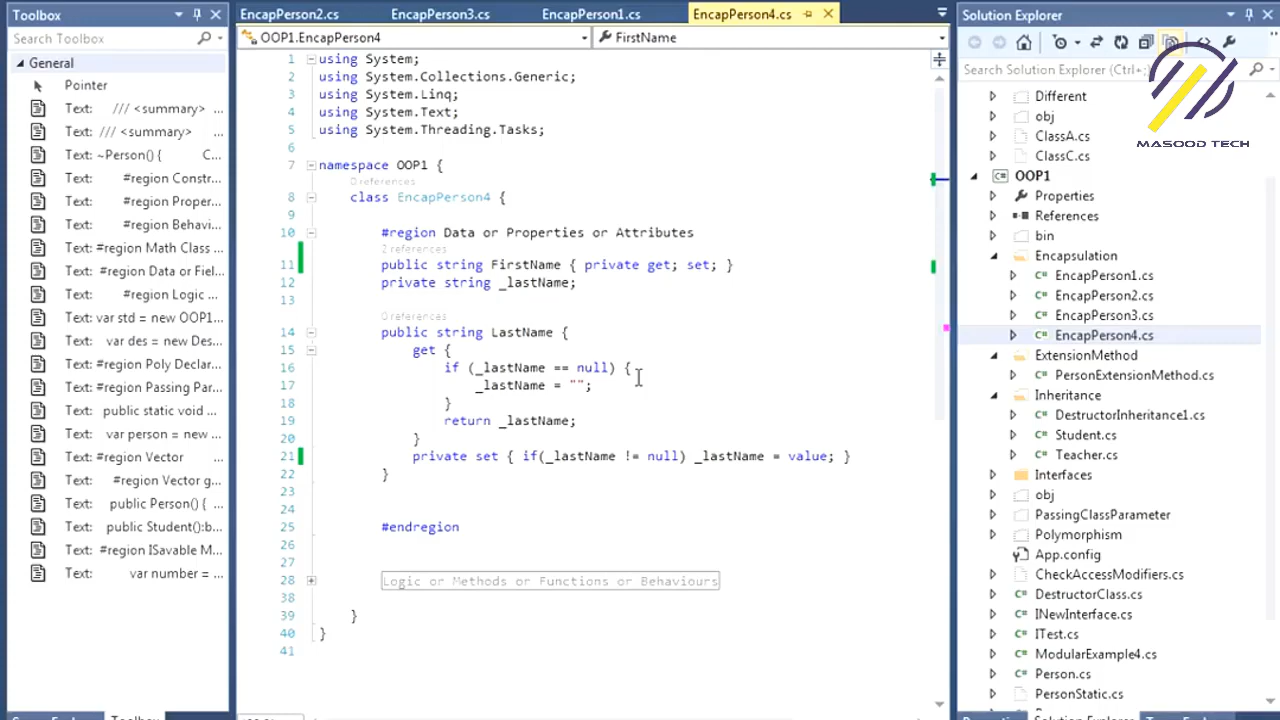 Toolbox
Search Toolbox
General
Pointer
Text: /// <summary> ...
Text: /// <summary> ...
Text: ~Person() { C...
Text: #region Constr...
Text: #region Proper...
Text: #region Behavi...
Text: #region Math Class ...
Text: #region Data or Fiel...
Text: #region Logic ...
Text: var std = new OOP1...
Text: var des = new Des...
Text: #region Poly Declar...
Text: #region Passing Par...
Text: public static void ...
Text: var person = new ...
Text: #region Vector
Text: #region Vector g...
Text: public Person() { ...
Text: public Student():b...
Text: #region ISavable M...
Text: var number = ...
EncapPerson2.cs EncapPerson3.cs EncapPerson1.cs EncapPerson4.cs
OOP1.EncapPerson4 FirstName
1 using System;
2 using System.Collections.Generic;
3 using System.Linq;
4 using System.Text;
5 using System.Threading.Tasks;
6
7 namespace OOP1 {
0 references
8 class EncapPerson4 {
9
10 #region Data or Properties or Attributes
2 references
11 public string FirstName { private get; set; }
12 private string _lastName;
13
0 references
14 public string LastName {
15 get {
16 if (_lastName == null) {
17 _lastName = "";
18 }
19 return _lastName;
20 }
21 private set { if(_lastName != null) _lastName = value; }
22 }
23
24
25 #endregion
26
27
28 Logic or Methods or Functions or Behaviours
38
39 }
40 }
41
Solution Explorer
Search Solution Explorer (Ctrl+;
MASOOD TECH
Different
obj
ClassA.cs
ClassC.cs
OOP1
Properties
References
bin
Encapsulation
EncapPerson1.cs
EncapPerson2.cs
EncapPerson3.cs
EncapPerson4.cs
ExtensionMethod
PersonExtensionMethod.cs
Inheritance
DestructorInheritance1.cs
Student.cs
Teacher.cs
Interfaces
obj
PassingClassParameter
Polymorphism
App.config
CheckAccessModifiers.cs
DestructorClass.cs
INewInterface.cs
ITest.cs
ModularExample4.cs
Person.cs
PersonStatic.cs